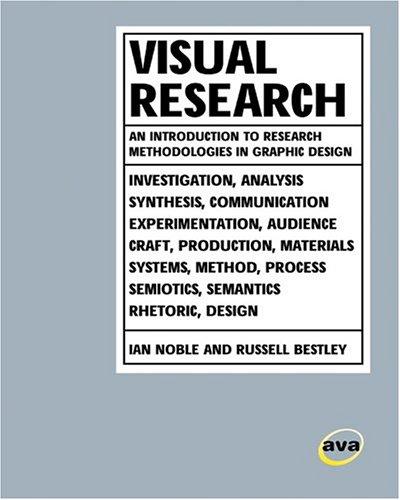 VISUAL
RESEARCH
AN INTRODUCTION TO RESEARCH
METHODOLOGIES IN GRAPHIC DESIGN
INVESTIGATION, ANALYSIS
SYNTHESIS, COMMUNICATION
EXPERIMENTATION, AUDIENCE
CRAFT, PRODUCTION, MATERIALS
SYSTEMS, METHOD, PROCESS
SEMIOTICS, SEMANTICS
RHETORIC, DESIGN
IAN NOBLE AND RUSSELL BESTLEY
ava